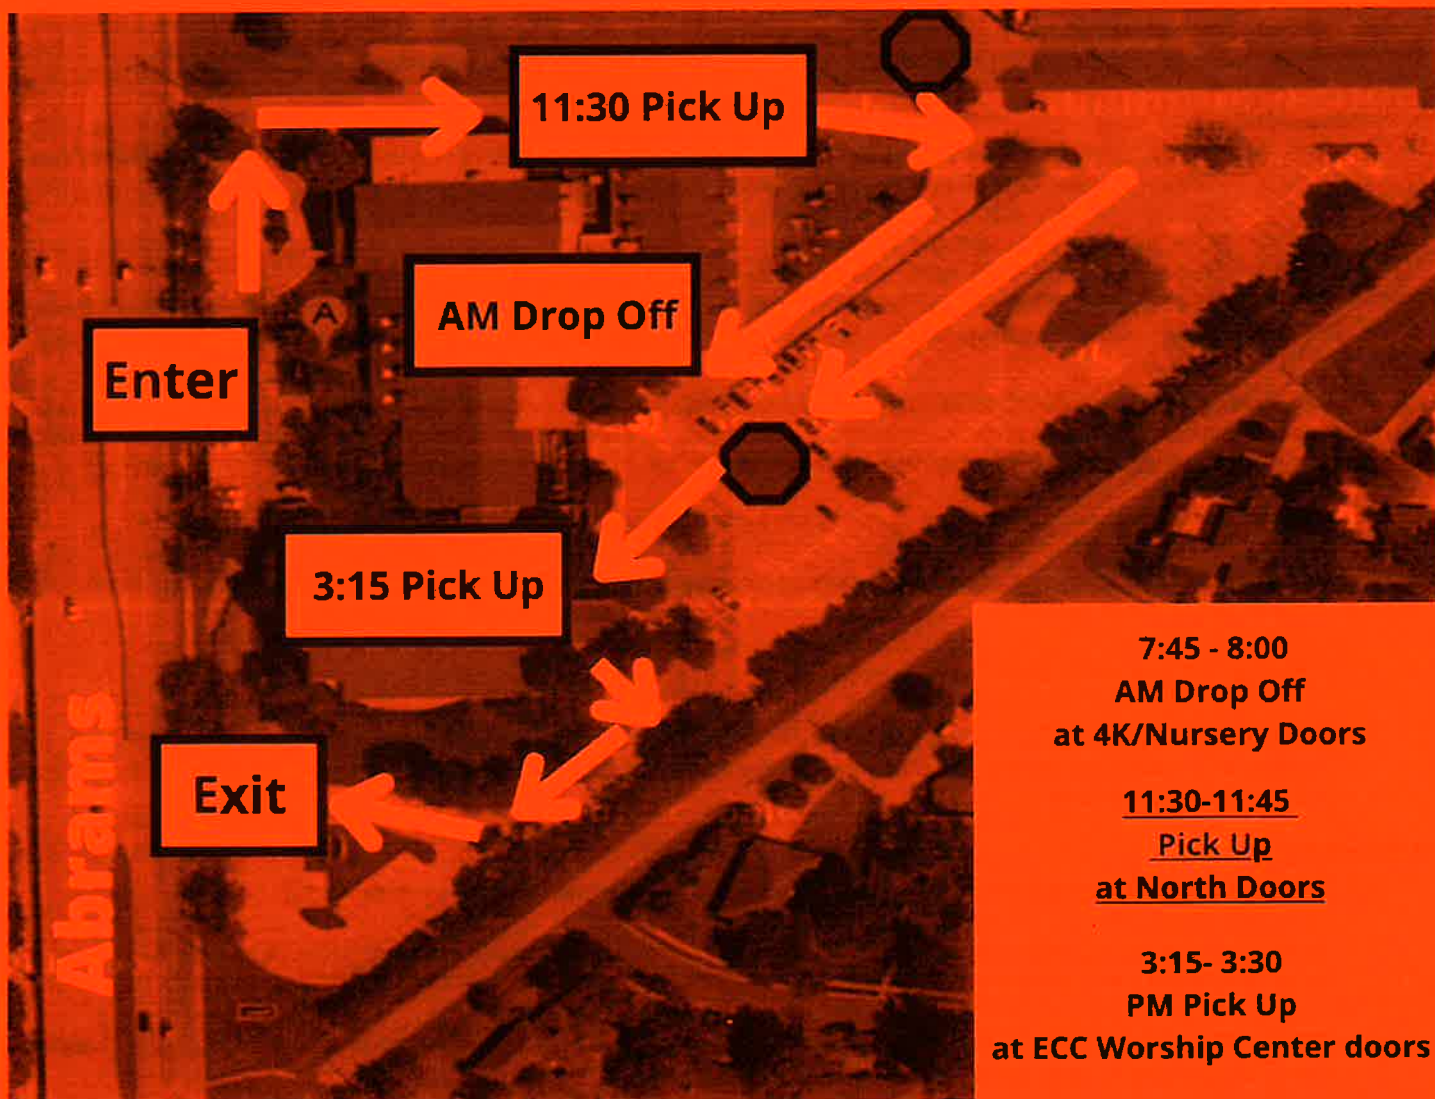 11:30 Pick Up
AM Drop Off
A
Enter
3:15 Pick Up
Exit
Abrams
7:45 - 8:00
AM Drop Off
at 4K/Nursery Doors
11:30-11:45
Pick Up
at North Doors
3:15- 3:30
PM Pick Up
at ECC Worship Center doors